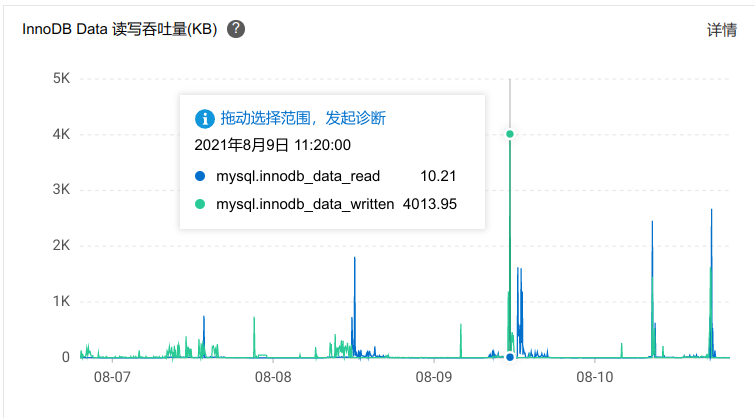 InnoDB Data 读写吞吐量(KB) ?
详情
5K
4K
3K
2K
1K
0
拖动选择范围，发起诊断
2021年8月9日 11:20:00
mysql.innodb_data_read 10.21
mysql.innodb_data_written 4013.95
08-07 08-08 08-09 08-10